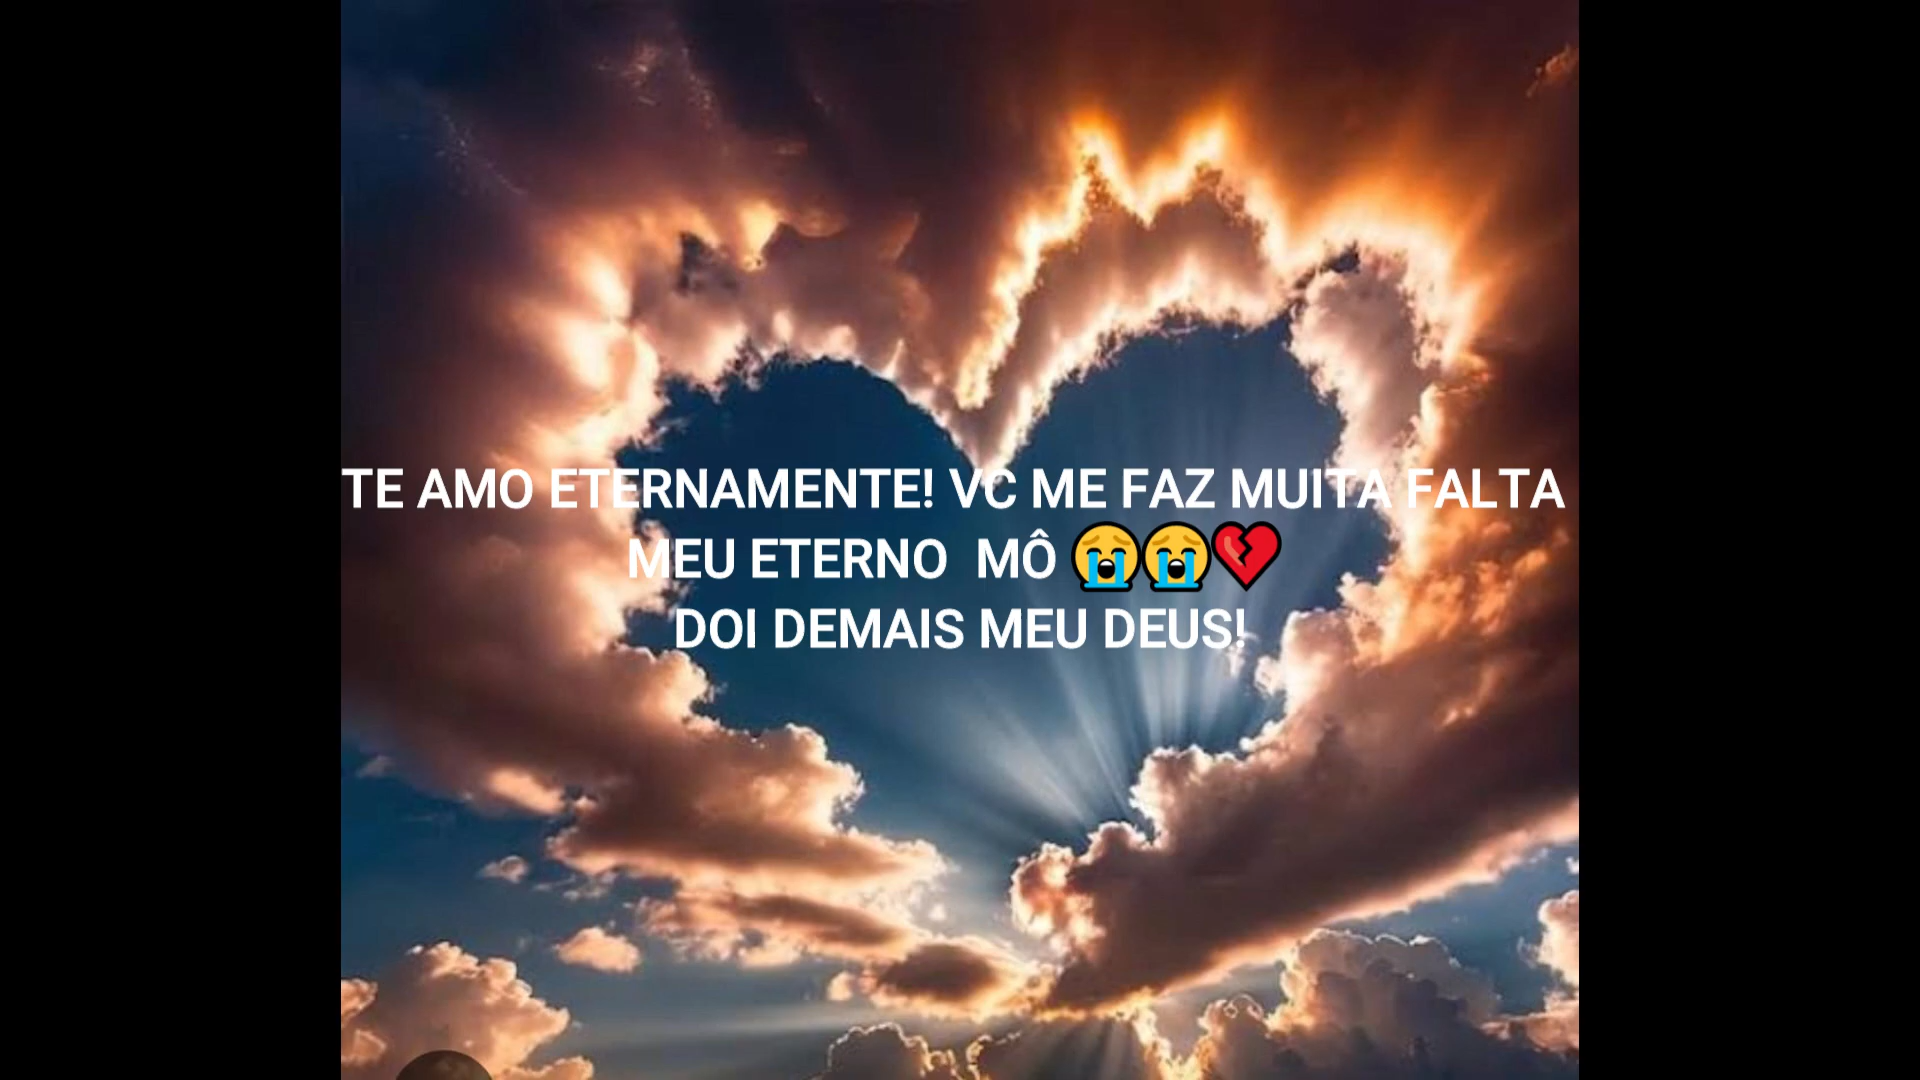 TE AMO ETERNAMENTE! VC ME FAZ MUITA FALTA
MEU ETERNO  MÔ 😭😭💔
DOI DEMAIS MEU DEUS!